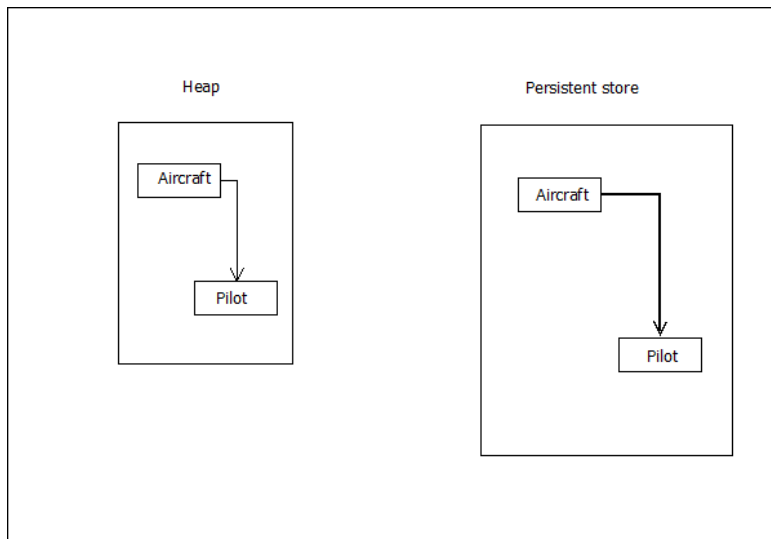 Heap
Persistent store
Aircraft
Aircraft
Pilot
Pilot